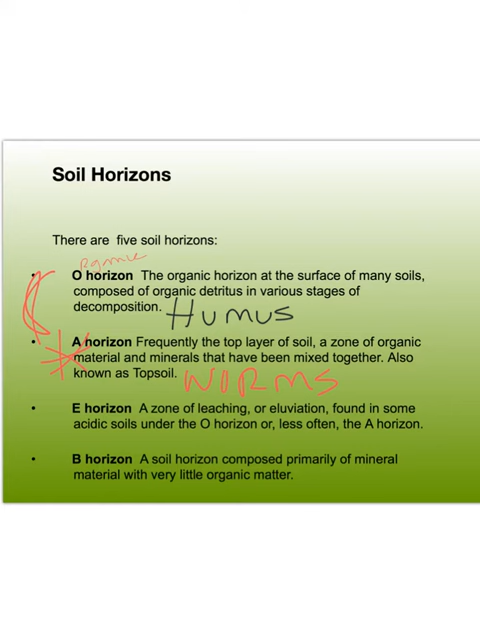 Soil Horizons
There are five soil horizons:
• O horizon The organic horizon at the surface of many soils,
composed of organic detritus in various stages of
decomposition.
HUMUS
• A horizon Frequently the top layer of soil, a zone of organic
material and minerals that have been mixed together. Also
known as Topsoil.
WORMS
• E horizon A zone of leaching, or eluviation, found in some
acidic soils under the O horizon or, less often, the A horizon.
• B horizon A soil horizon composed primarily of mineral
material with very little organic matter.